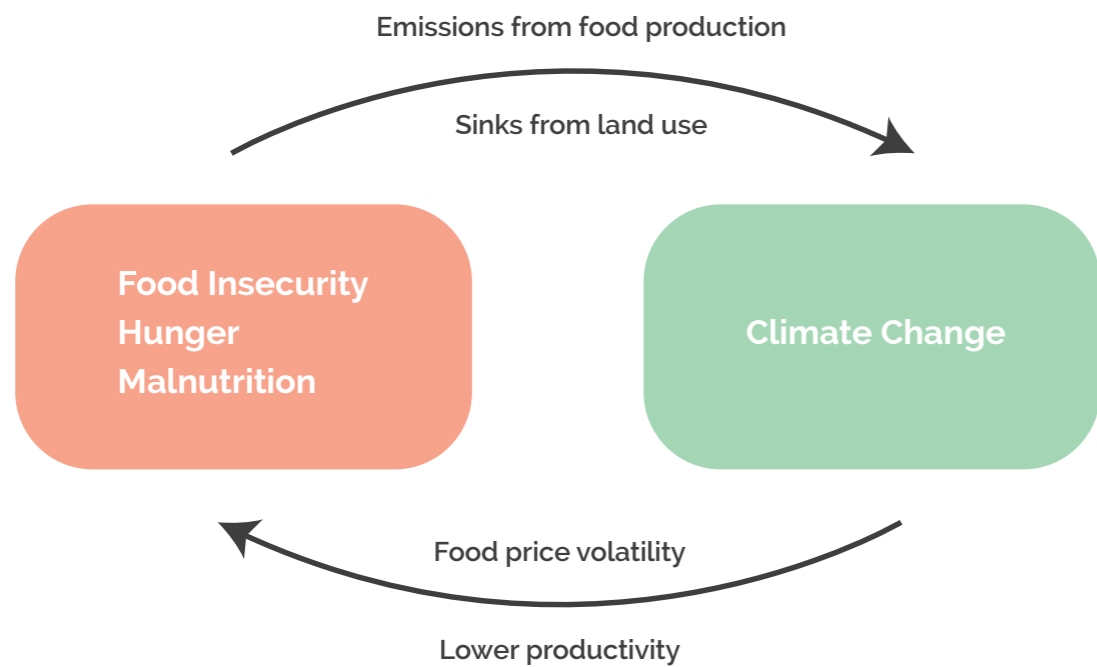 Emissions from food production
Sinks from land use
Food Insecurity
Hunger
Malnutrition
Climate Change
Food price volatility
Lower productivity